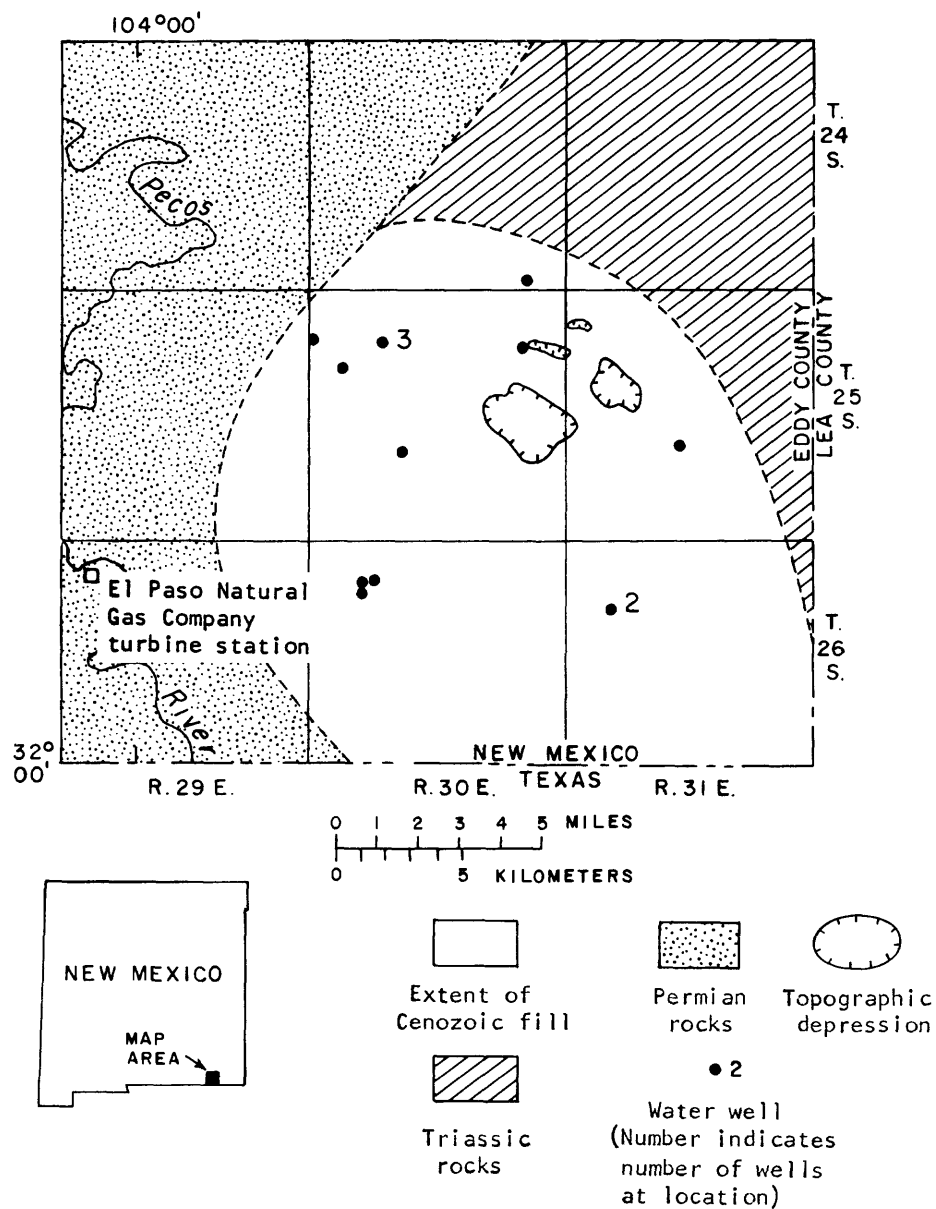 104°00'
T.
24
S.
Pecos
3
EDDY COUNTY
LEA COUNTY
T.
25
S.
El Paso Natural
Gas Company
turbine station
2
T.
26
S.
River
32°
00'
NEW MEXICO
TEXAS
R. 29 E.
R. 30 E.
R. 31 E.
0 1 2 3 4 5 MILES
0 5 KILOMETERS
NEW MEXICO
MAP
AREA
Extent of
Cenozoic fill
Permian
rocks
Topographic
depression
Triassic
rocks
2
Water well
(Number indicates
number of wells
at location)